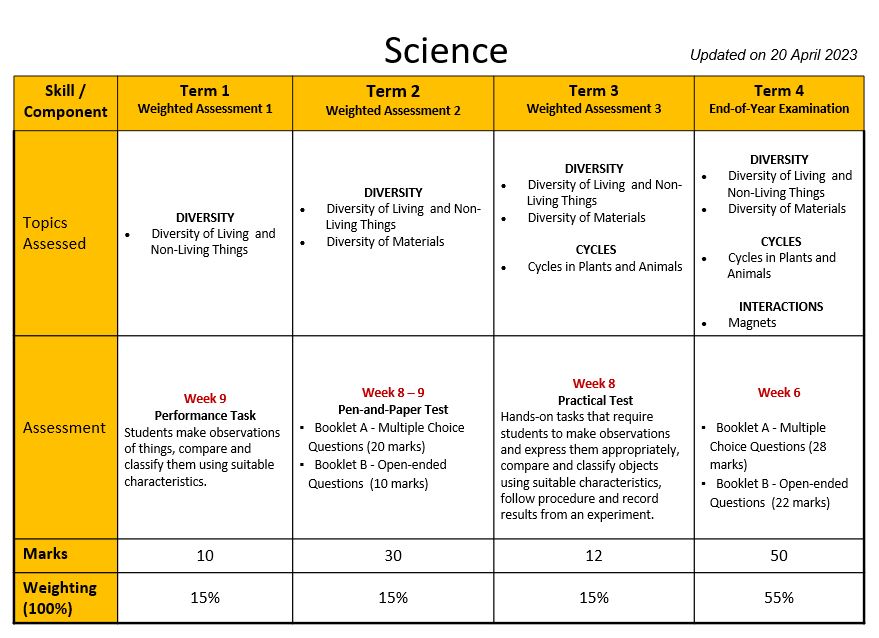 Science
Updated on 20 April 2023
Skill /
Component
Term 1
Weighted Assessment 1
Term 2
Weighted Assessment 2
Term 3
Weighted Assessment 3
Term 4
End-of-Year Examination
Topics
Assessed
DIVERSITY
• Diversity of Living and
Non-Living Things
DIVERSITY
• Diversity of Living and Non-
Living Things
• Diversity of Materials
DIVERSITY
• Diversity of Living and Non-
Living Things
• Diversity of Materials
CYCLES
• Cycles in Plants and Animals
DIVERSITY
• Diversity of Living and
Non-Living Things
• Diversity of Materials
CYCLES
• Cycles in Plants and
Animals
INTERACTIONS
• Magnets
Assessment
Week 9
Performance Task
Students make observations
of things, compare and
classify them using suitable
characteristics.
Week 8 – 9
Pen-and-Paper Test
▪ Booklet A - Multiple Choice
Questions (20 marks)
▪ Booklet B - Open-ended
Questions (10 marks)
Week 8
Practical Test
Hands-on tasks that require
students to make observations
and express them appropriately,
compare and classify objects
using suitable characteristics,
follow procedure and record
results from an experiment.
Week 6
▪ Booklet A - Multiple
Choice Questions (28
marks)
▪ Booklet B - Open-ended
Questions (22 marks)
Marks
10
30
12
50
Weighting
(100%)
15%
15%
15%
55%